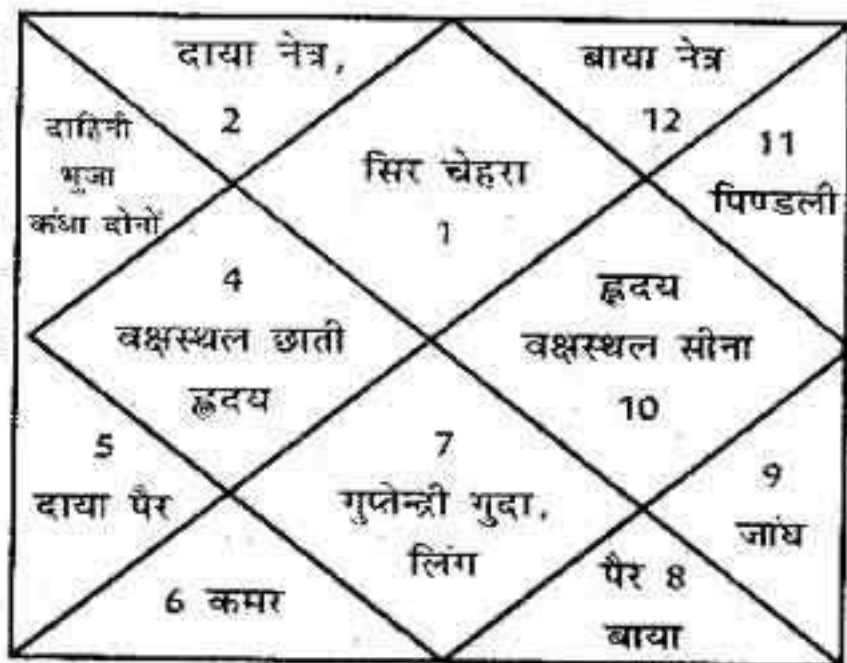 दाया नेत्र,
2
बाया नेत्र
12
दाहिनी
भुजा
कंधा दोनों
सिर चेहरा
1
11
पिण्डली
4
वक्षस्थल छाती
हृदय
हृदय
वक्षस्थल सीना
10
5
दाया पैर
7
गुप्तेन्द्री गुदा,
लिंग
9
जांघ
6 कमर
पैर 8
बाया